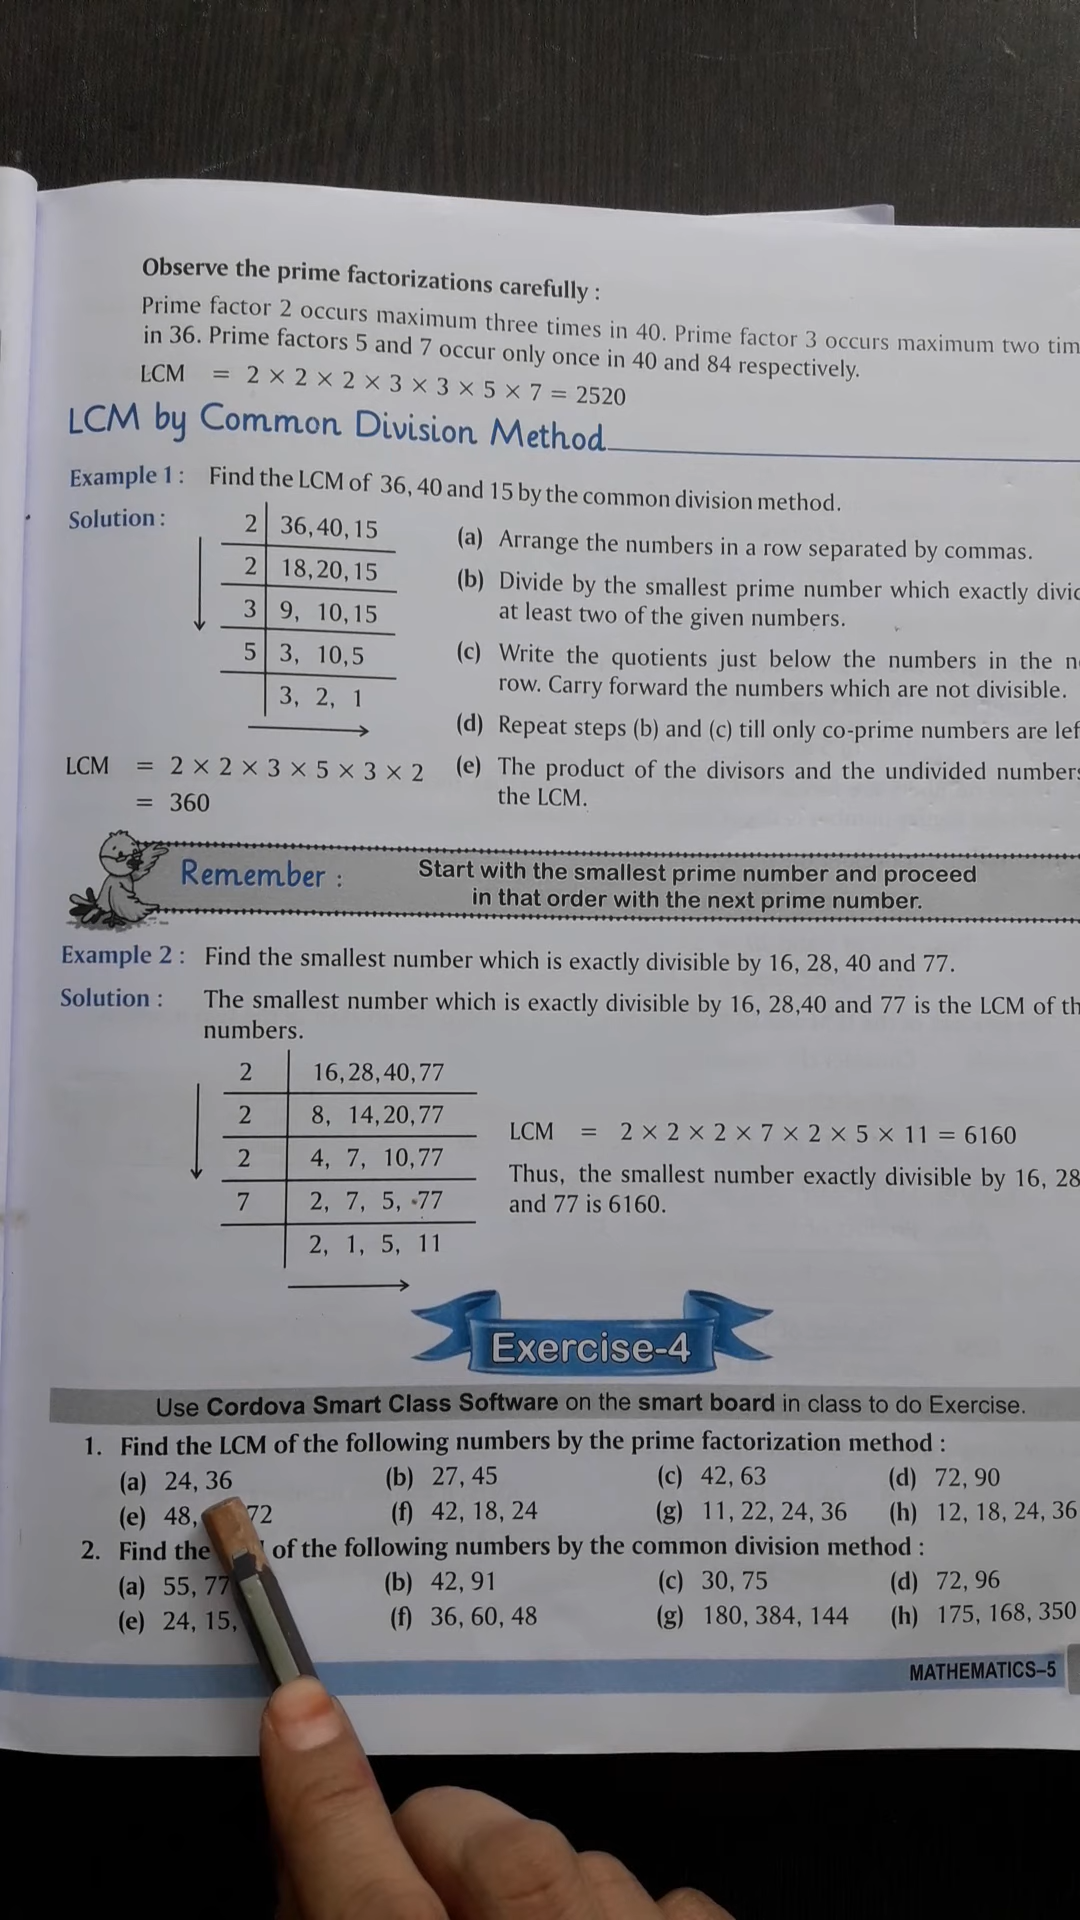 Observe the prime factorizations carefully :
Prime factor 2 occurs maximum three times in 40. Prime factor 3 occurs maximum two
in 36. Prime factors 5 and 7 occur only once in 40 and 84 respectively.
LCM = 2 × 2 × 2 × 3 × 3 × 5 × 7 = 2520
LCM by Common Division Method
Example 1 : Find the LCM of 36, 40 and 15 by the common division method.
Solution :
2 36, 40, 15
2 18, 20, 15
3 9, 10, 15
5 3, 10, 5
3, 2, 1
(a) Arrange the numbers in a row separated by commas.
(b) Divide by the smallest prime number which exactly
at least two of the given numbers.
(c) Write the quotients just below the numbers in the
row. Carry forward the numbers which are not divisible.
(d) Repeat steps (b) and (c) till only co-prime numbers are
(e) The product of the divisors and the undivided
the LCM.
LCM = 2 × 2 × 3 × 5 × 3 × 2
= 360
Remember :
Start with the smallest prime number and proceed
in that order with the next prime number.
Example 2 : Find the smallest number which is exactly divisible by 16, 28, 40 and 77.
Solution : The smallest number which is exactly divisible by 16, 28,40 and 77 is the LCM of
numbers.
2 16, 28, 40, 77
2 8, 14, 20, 77
2 4, 7, 10, 77
7 2, 7, 5, 77
2, 1, 5, 11
LCM = 2 × 2 × 2 × 7 × 2 × 5 × 11 = 6160
Thus, the smallest number exactly divisible by 16, 28
and 77 is 6160.
Exercise-4
Use Cordova Smart Class Software on the smart board in class to do Exercise.
1. Find the LCM of the following numbers by the prime factorization method :
(a) 24, 36 (b) 27, 45 (c) 42, 63 (d) 72, 90
(e) 48, 72 (f) 42, 18, 24 (g) 11, 22, 24, 36 (h) 12, 18, 24, 36
2. Find the of the following numbers by the common division method :
(a) 55, 77 (b) 42, 91 (c) 30, 75 (d) 72, 96
(e) 24, 15, (f) 36, 60, 48 (g) 180, 384, 144 (h) 175, 168, 350
MATHEMATICS–5